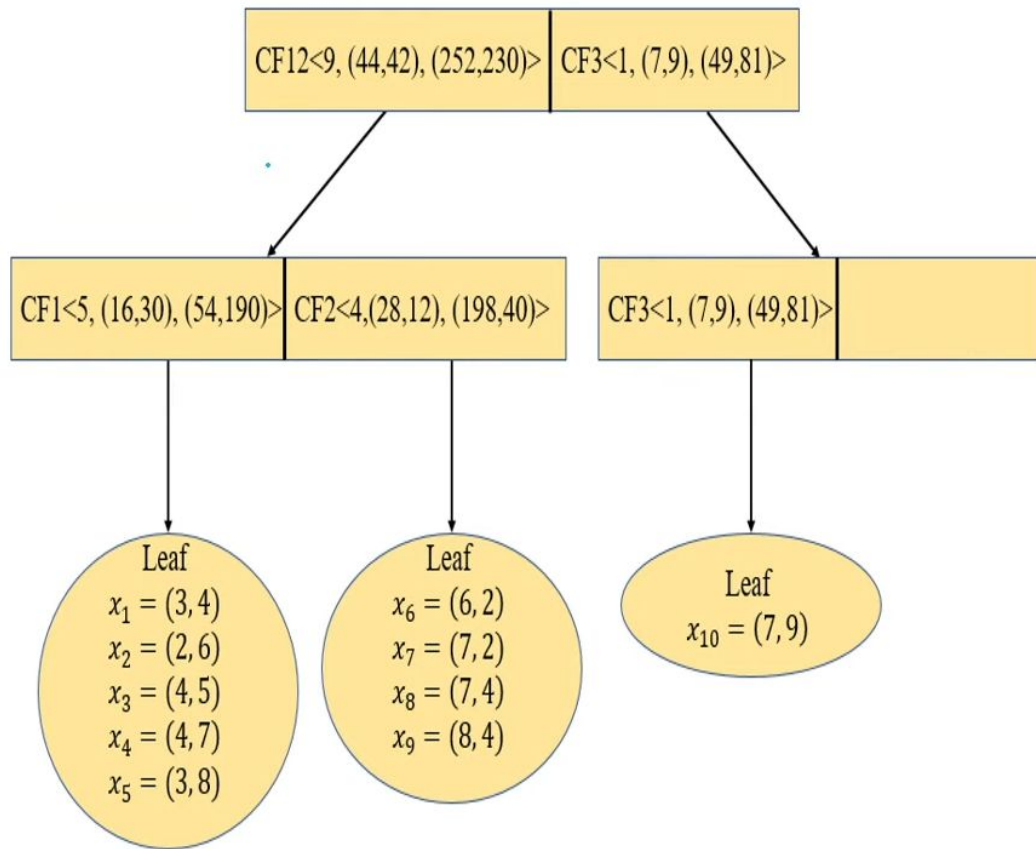 CF12<9, (44,42), (252,230)> CF3<1, (7,9), (49,81)>
CF1<5, (16,30), (54,190)> CF2<4,(28,12), (198,40)> CF3<1, (7,9), (49,81)>
Leaf
x₁ = (3, 4)
x₂ = (2, 6)
x₃ = (4, 5)
x₄ = (4, 7)
x₅ = (3, 8)
Leaf
x₆ = (6, 2)
x₇ = (7, 2)
x₈ = (7, 4)
x₉ = (8, 4)
Leaf
x₁₀ = (7, 9)